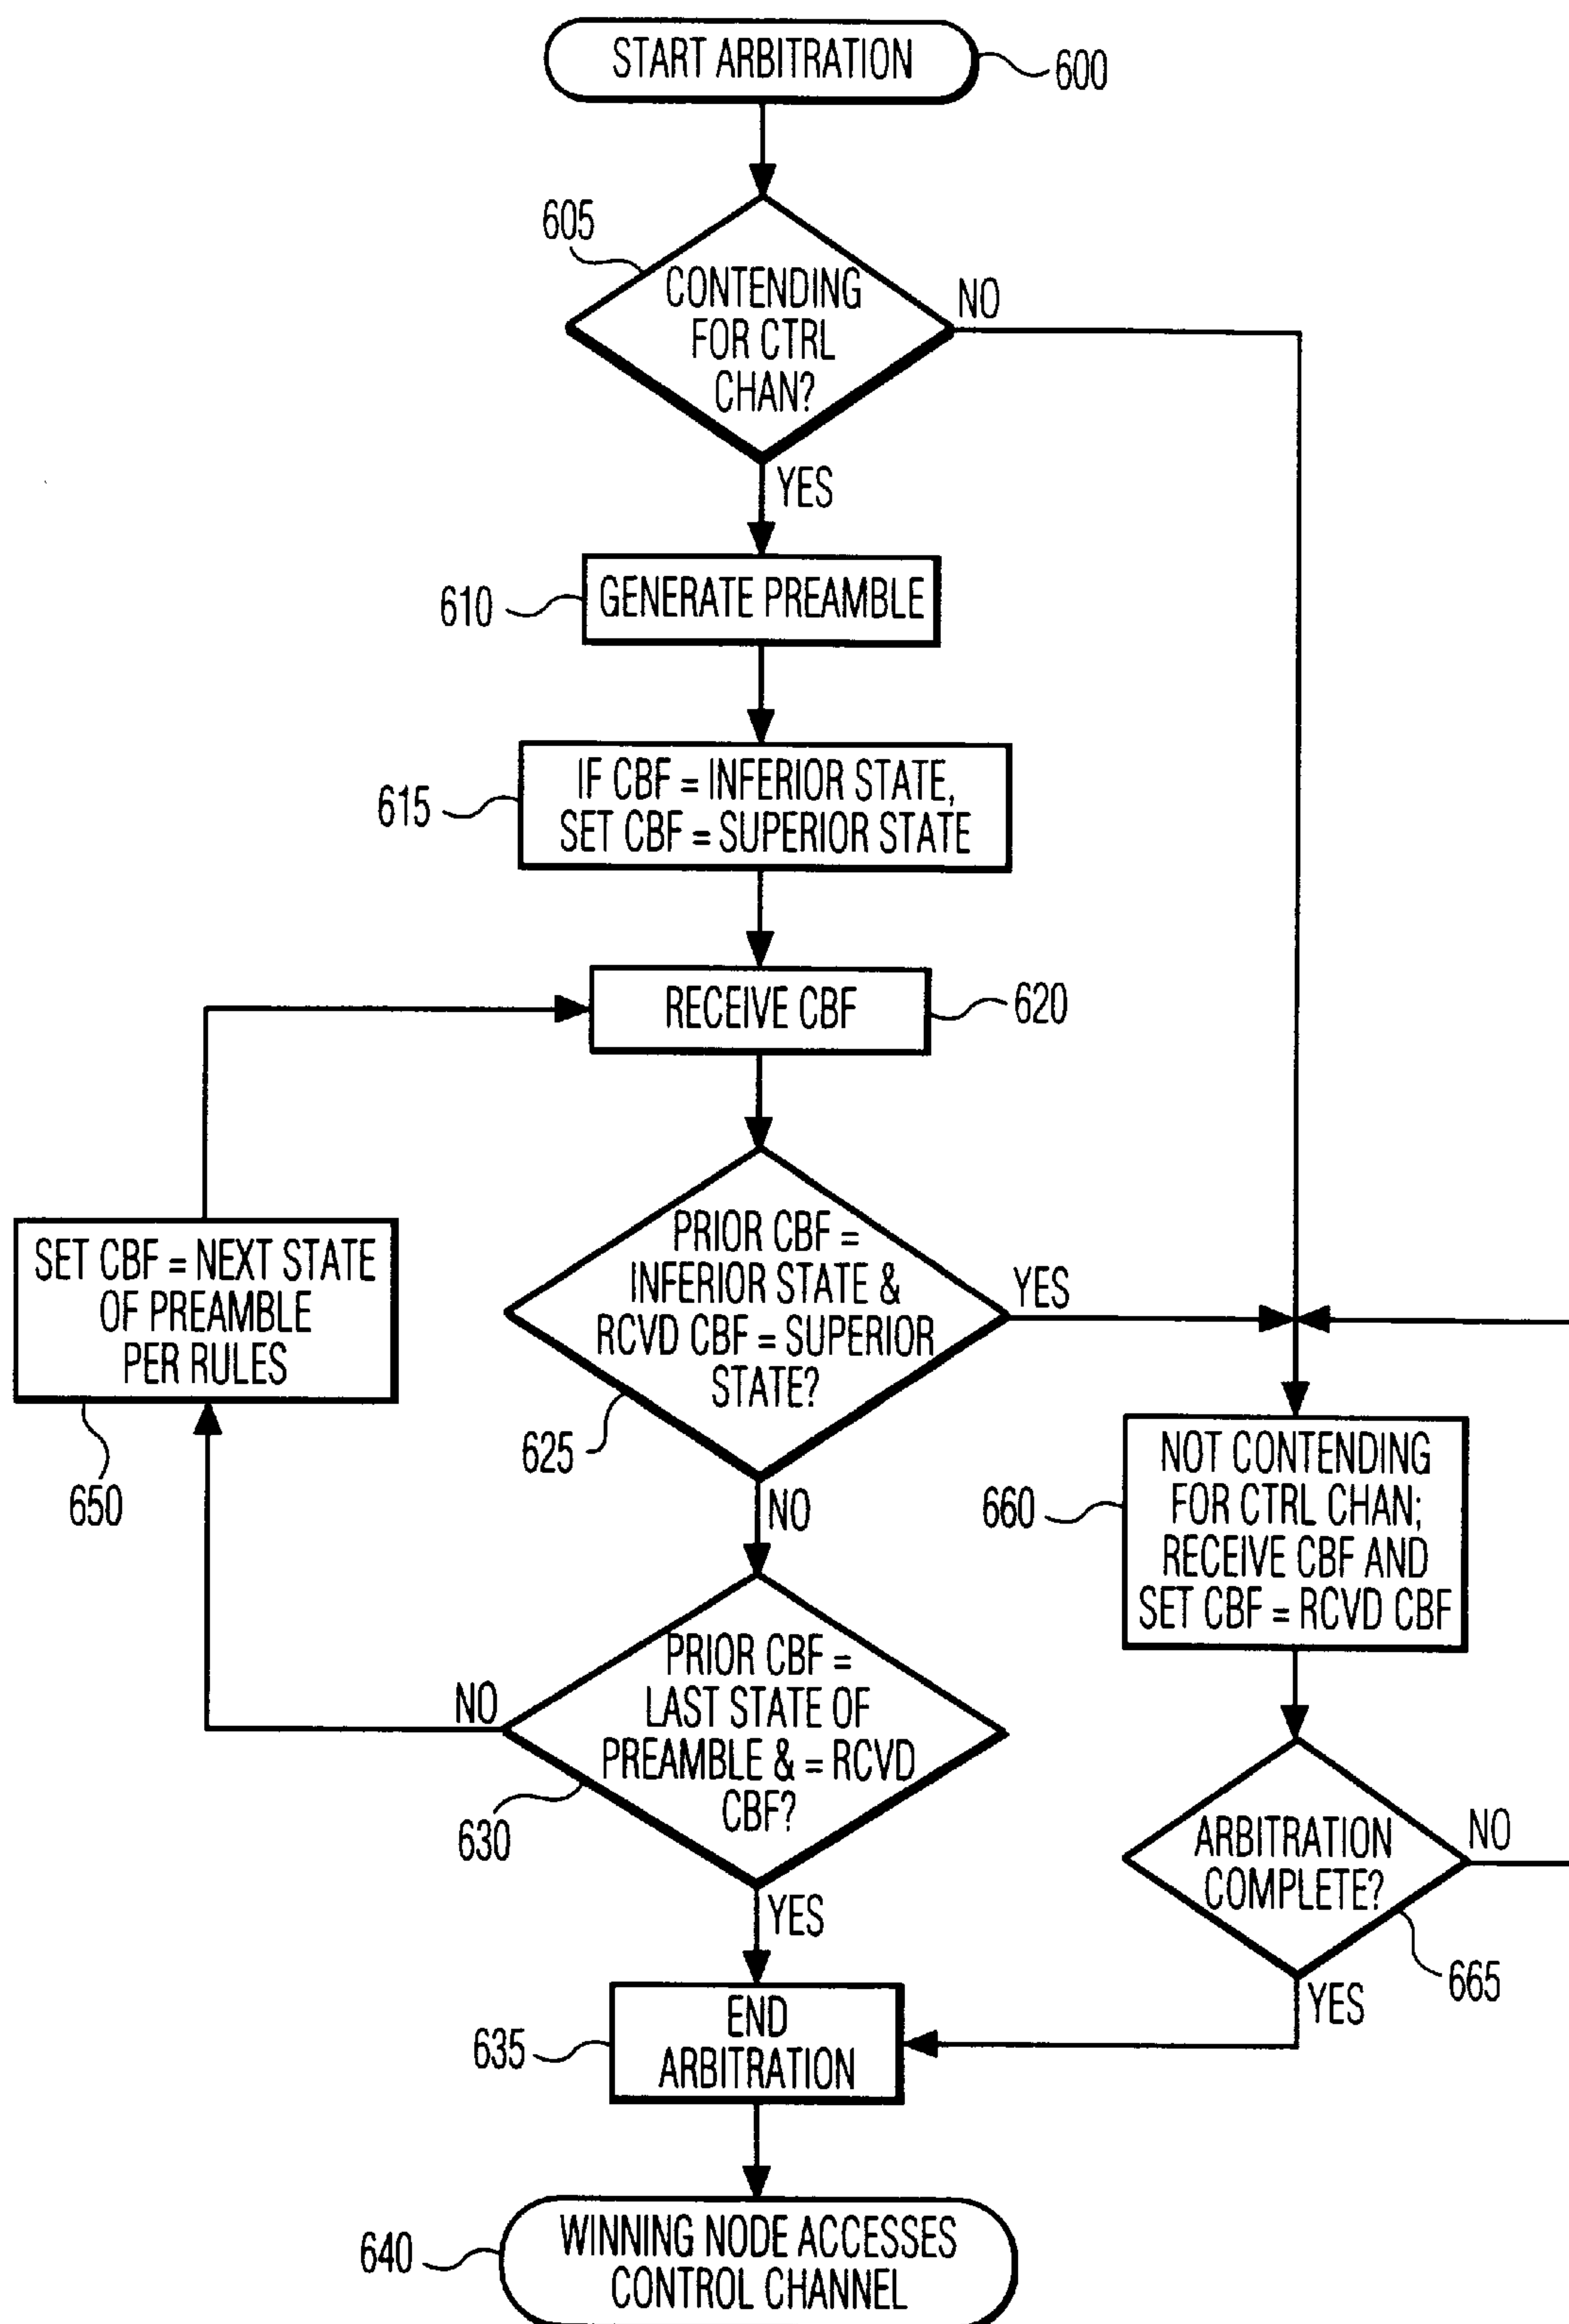 START ARBITRATION
600
605
CONTENDING
FOR CTRL
CHAN?
NO
YES
610
GENERATE PREAMBLE
615
IF CBF = INFERIOR STATE,
SET CBF = SUPERIOR STATE
RECEIVE CBF
620
SET CBF = NEXT STATE
OF PREAMBLE
PER RULES
650
PRIOR CBF =
INFERIOR STATE &
RCVD CBF = SUPERIOR
STATE?
YES
625
NO
660
NOT CONTENDING
FOR CTRL CHAN;
RECEIVE CBF AND
SET CBF = RCVD CBF
NO
PRIOR CBF =
LAST STATE OF
PREAMBLE & = RCVD
CBF?
630
YES
ARBITRATION
COMPLETE?
NO
665
YES
635
END
ARBITRATION
640
WINNING NODE ACCESSES
CONTROL CHANNEL